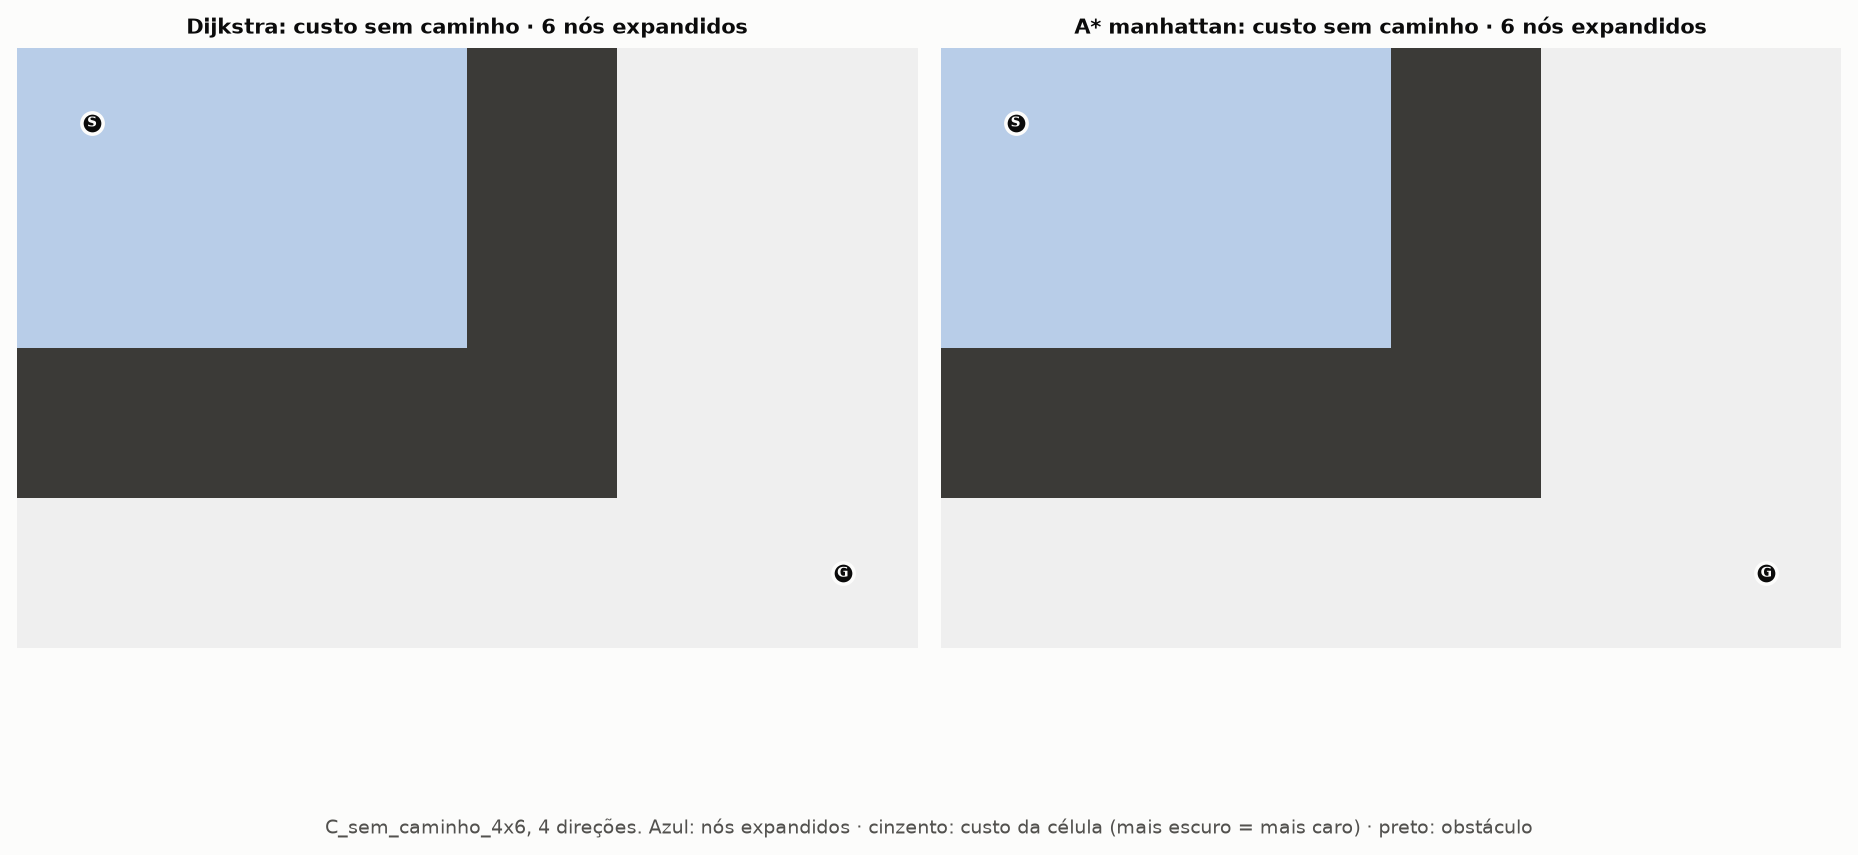 Dijkstra: custo sem caminho · 6 nós expandidos
A* manhattan: custo sem caminho · 6 nós expandidos
S
S
G
G
C_sem_caminho_4x6, 4 direções. Azul: nós expandidos · cinzento: custo da célula (mais escuro = mais caro) · preto: obstáculo